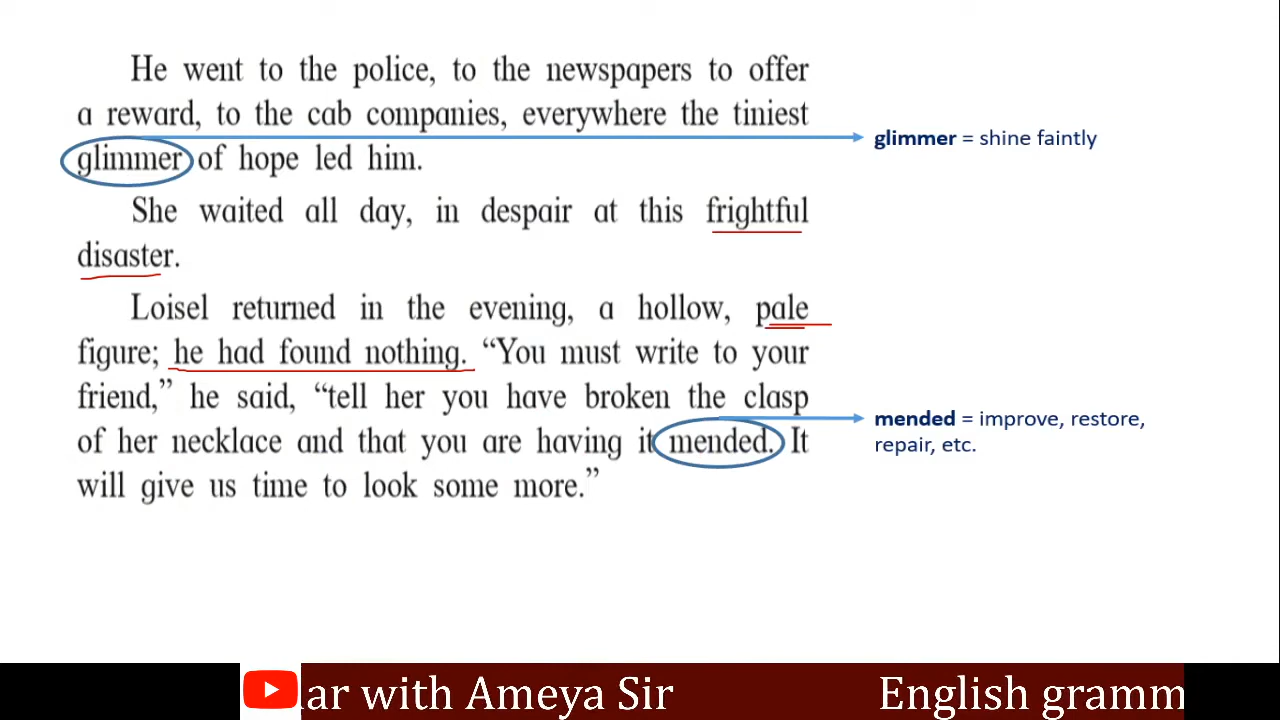 He went to the police, to the newspapers to offer
a reward, to the cab companies, everywhere the tiniest
glimmer of hope led him.
glimmer = shine faintly
She waited all day, in despair at this frightful
disaster.
Loisel returned in the evening, a hollow, pale
figure; he had found nothing. “You must write to your
friend,” he said, “tell her you have broken the clasp
of her necklace and that you are having it mended. It
will give us time to look some more.”
mended = improve, restore,
repair, etc.
ar with Ameya Sir English gramm